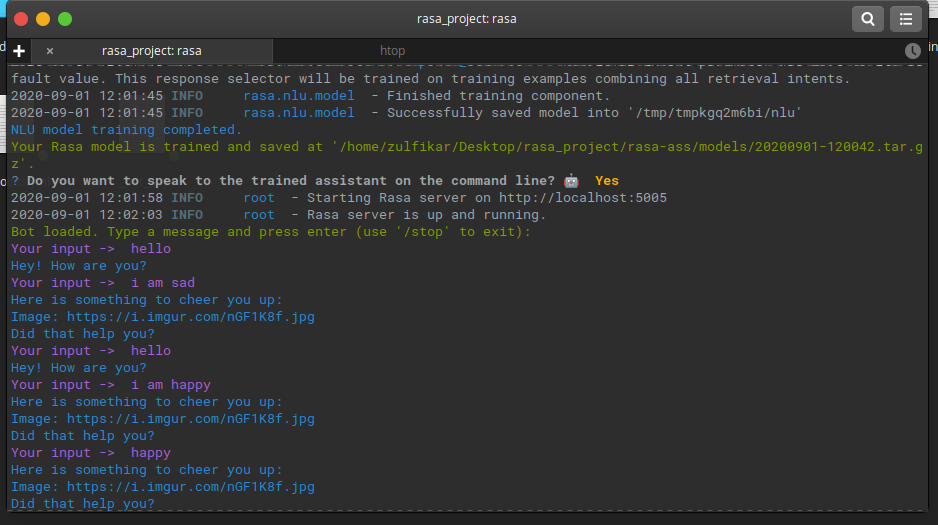 rasa_project: rasa
rasa_project: rasa
htop
fault value. This response selector will be trained on training examples combining all retrieval intents.
2020-09-01 12:01:45 INFO     rasa.nlu.model  - Finished training component.
2020-09-01 12:01:45 INFO     rasa.nlu.model  - Successfully saved model into '/tmp/tmpkgq2m6bi/nlu'
NLU model training completed.
Your Rasa model is trained and saved at '/home/zulfikar/Desktop/rasa_project/rasa-ass/models/20200901-120042.tar.g
z'.
? Do you want to speak to the trained assistant on the command line? 🤖  Yes
2020-09-01 12:01:58 INFO     root  - Starting Rasa server on http://localhost:5005
2020-09-01 12:02:03 INFO     root  - Rasa server is up and running.
Bot loaded. Type a message and press enter (use '/stop' to exit):
Your input ->  hello
Hey! How are you?
Your input ->  i am sad
Here is something to cheer you up:
Image: https://i.imgur.com/nGF1K8f.jpg
Did that help you?
Your input ->  hello
Hey! How are you?
Your input ->  i am happy
Here is something to cheer you up:
Image: https://i.imgur.com/nGF1K8f.jpg
Did that help you?
Your input ->  happy
Here is something to cheer you up:
Image: https://i.imgur.com/nGF1K8f.jpg
Did that help you?